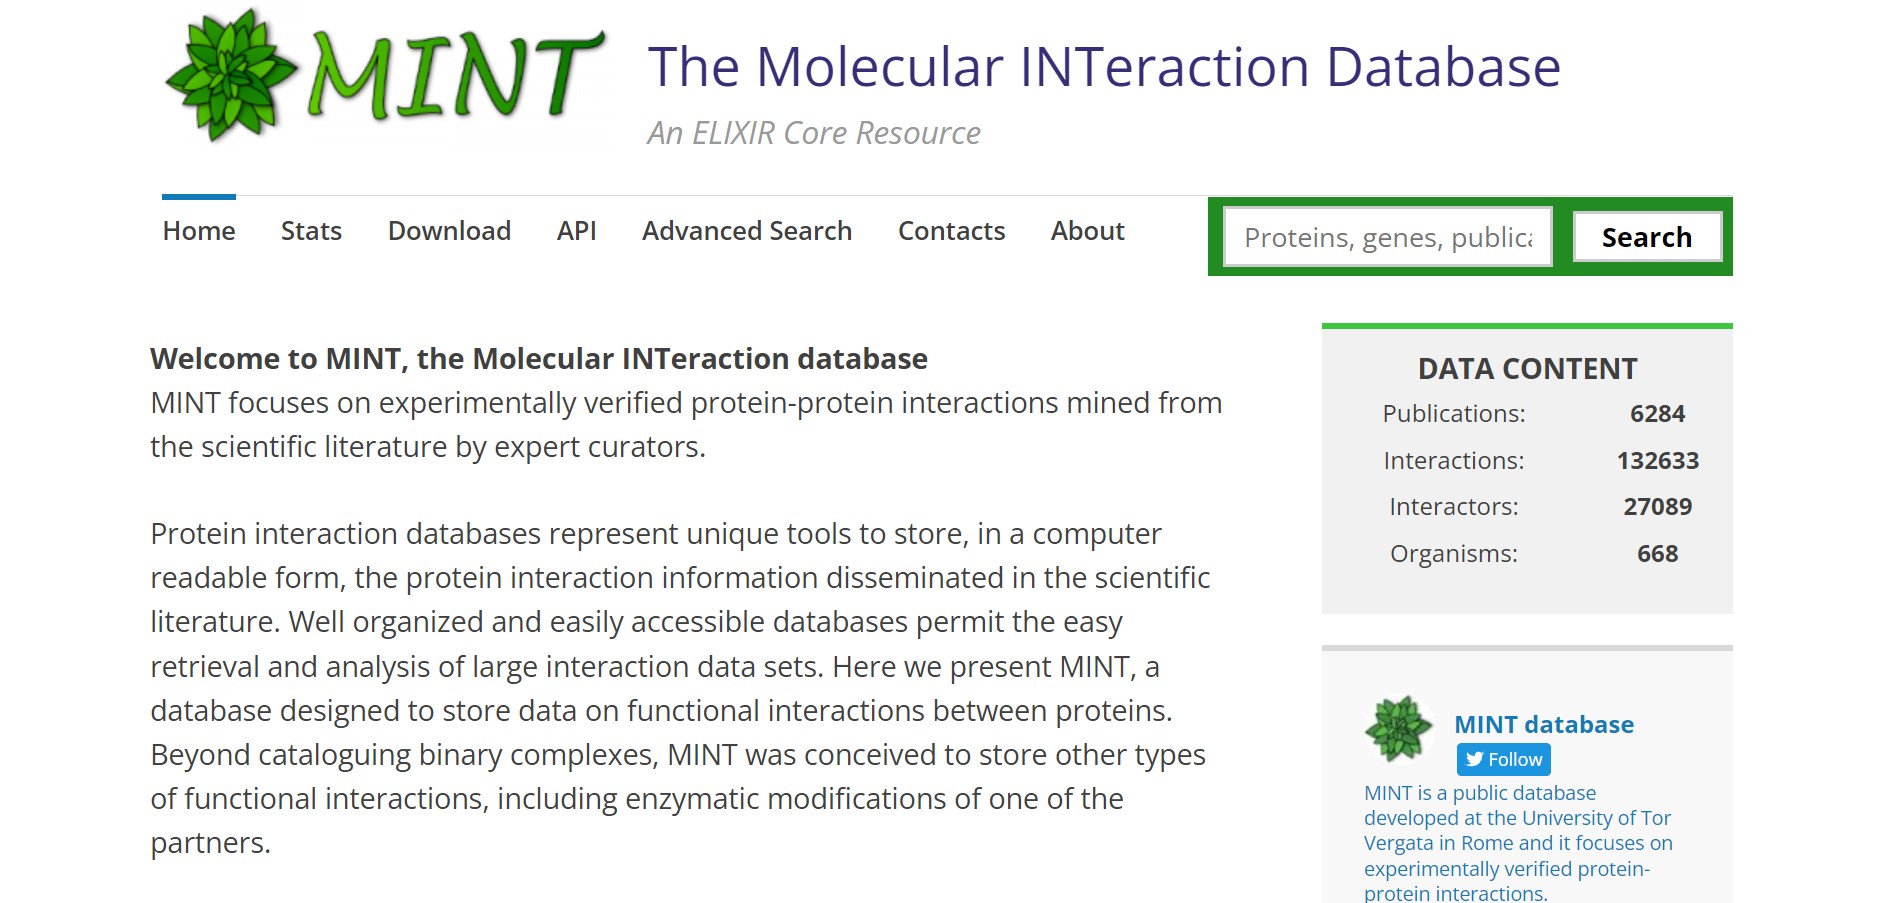 MINT
The Molecular INTeraction Database
An ELIXIR Core Resource
Home Stats Download API Advanced Search Contacts About
Proteins, genes, publica Search
Welcome to MINT, the Molecular INTeraction database
MINT focuses on experimentally verified protein-protein interactions mined from
the scientific literature by expert curators.
Protein interaction databases represent unique tools to store, in a computer
readable form, the protein interaction information disseminated in the scientific
literature. Well organized and easily accessible databases permit the easy
retrieval and analysis of large interaction data sets. Here we present MINT, a
database designed to store data on functional interactions between proteins.
Beyond cataloguing binary complexes, MINT was conceived to store other types
of functional interactions, including enzymatic modifications of one of the
partners.
DATA CONTENT
Publications: 6284
Interactions: 132633
Interactors: 27089
Organisms: 668
MINT database
Follow
MINT is a public database
developed at the University of Tor
Vergata in Rome and it focuses on
experimentally verified protein-
protein interactions.